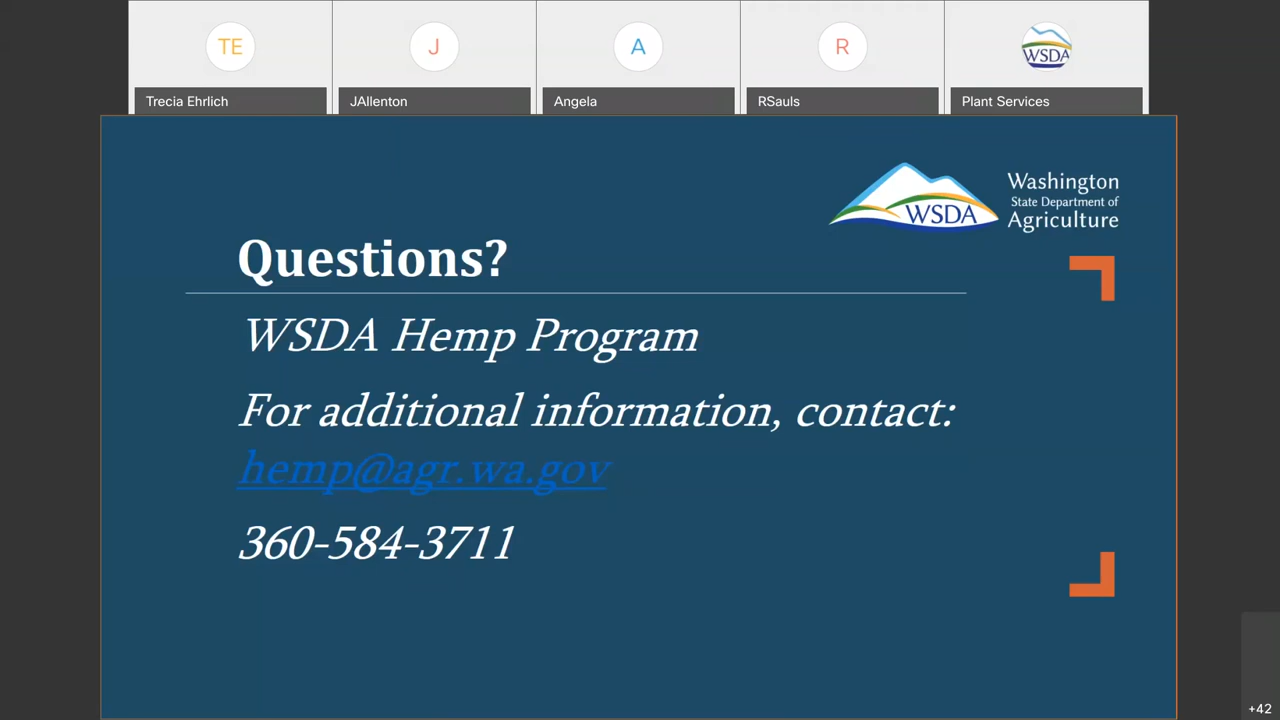 TE
J
A
R
WSDA
Trecia Ehrlich
JAllenton
Angela
RSauls
Plant Services
WSDA
Washington
State Department of
Agriculture
Questions?
WSDA Hemp Program
For additional information, contact:
hemp@agr.wa.gov
360-584-3711
+42